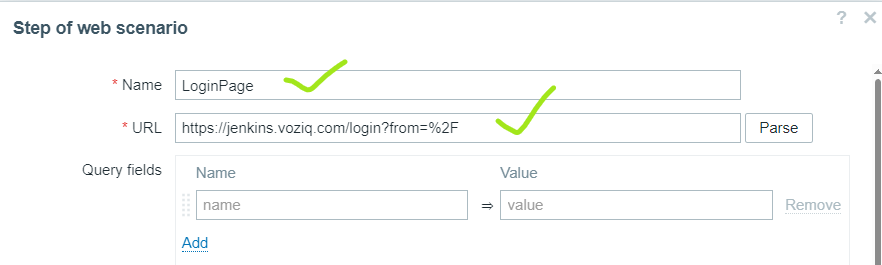 Step of web scenario ? ×
* Name LoginPage
* URL https://jenkins.voziq.com/login?from=%2F Parse
Query fields Name Value
name ⇒ value Remove
Add